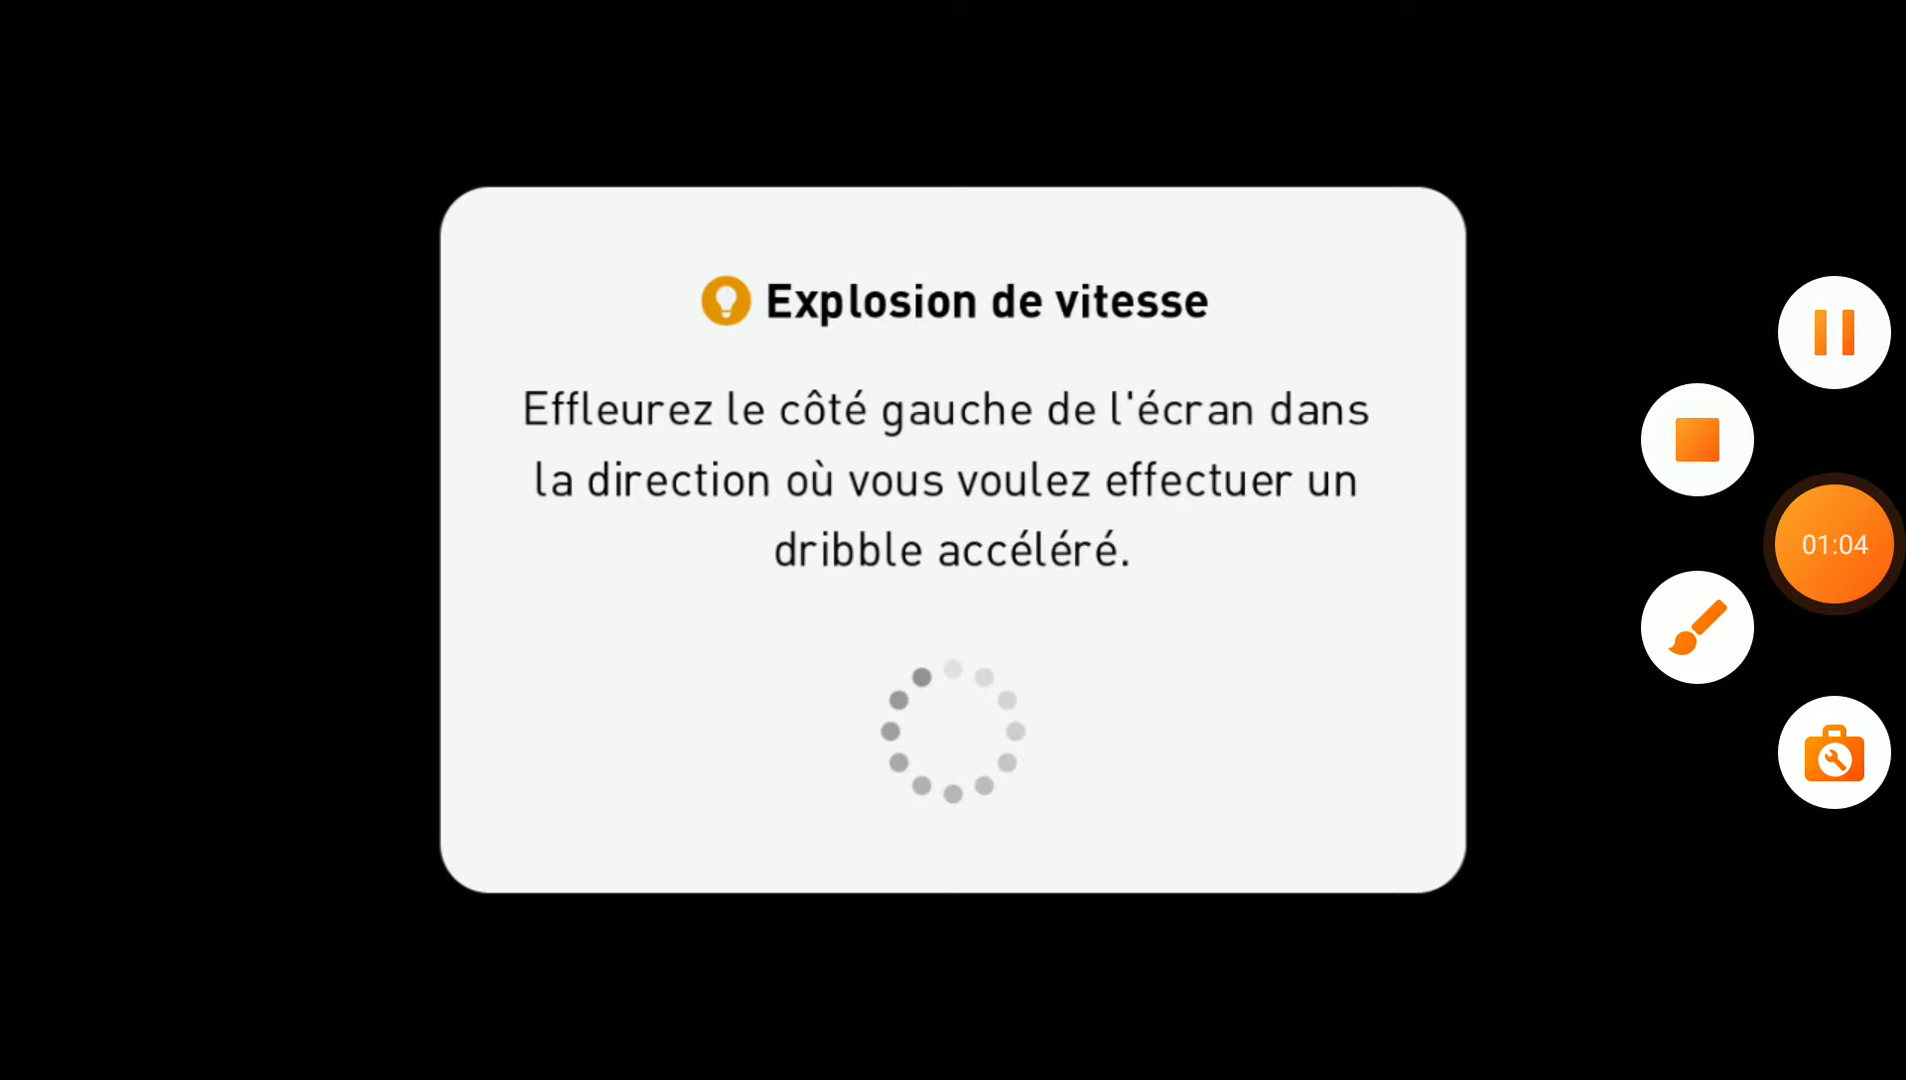 Explosion de vitesse
Effleurez le côté gauche de l'écran dans
la direction où vous voulez effectuer un
dribble accéléré.
01:04